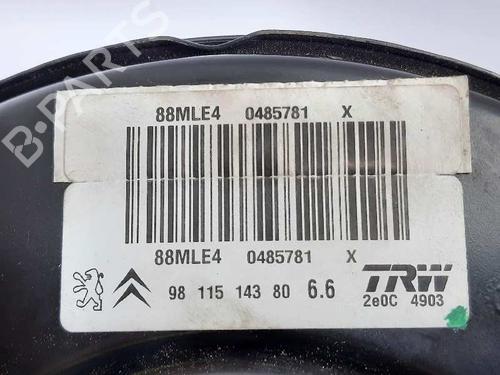 B-PARTS
88MLE4 0485781 X
88MLE4 0485781 X
98 115 143 80 6.6
TRW
2e0C 4903